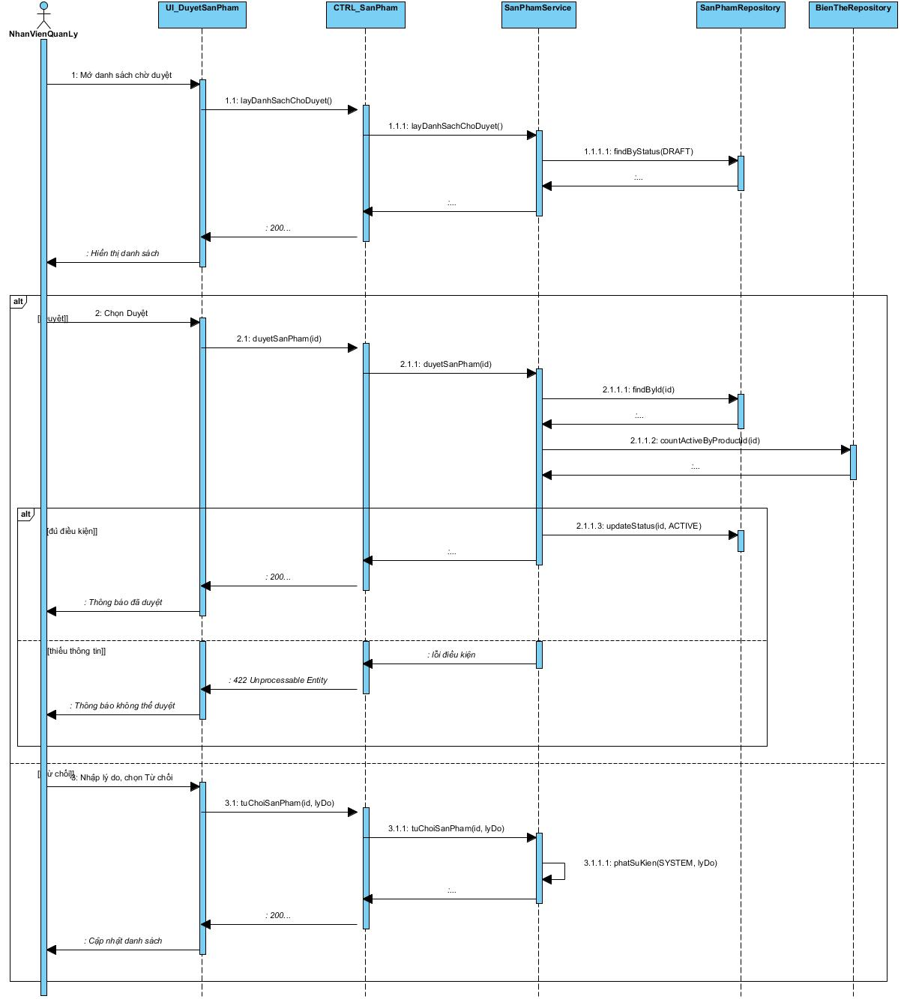 UI_DuyetSanPham
CTRL_SanPham
SanPhamService
SanPhamRepository
BienTheRepository
NhanVienQuanLy
1: Mở danh sách chờ duyệt
1.1: layDanhSachChoDuyet()
1.1.1: layDanhSachChoDuyet()
1.1.1.1: findByStatus(DRAFT)
:...
:...
: 200...
: Hiển thị danh sách
alt
2: Chọn Duyệt
2.1: duyetSanPham(id)
2.1.1: duyetSanPham(id)
2.1.1.1: findById(id)
:...
2.1.1.2: countActiveByProductId(id)
:...
alt
[đủ điều kiện]]
2.1.1.3: updateStatus(id, ACTIVE)
:...
: 200...
: Thông báo đã duyệt
[thiếu thông tin]]
: lỗi điều kiện
: 422 Unprocessable Entity
: Thông báo không thể duyệt
3: Nhập lý do, chọn Từ chối
3.1: tuChoiSanPham(id, lyDo)
3.1.1: tuChoiSanPham(id, lyDo)
3.1.1.1: phatSuKien(SYSTEM, lyDo)
:...
: 200...
: Cập nhật danh sách